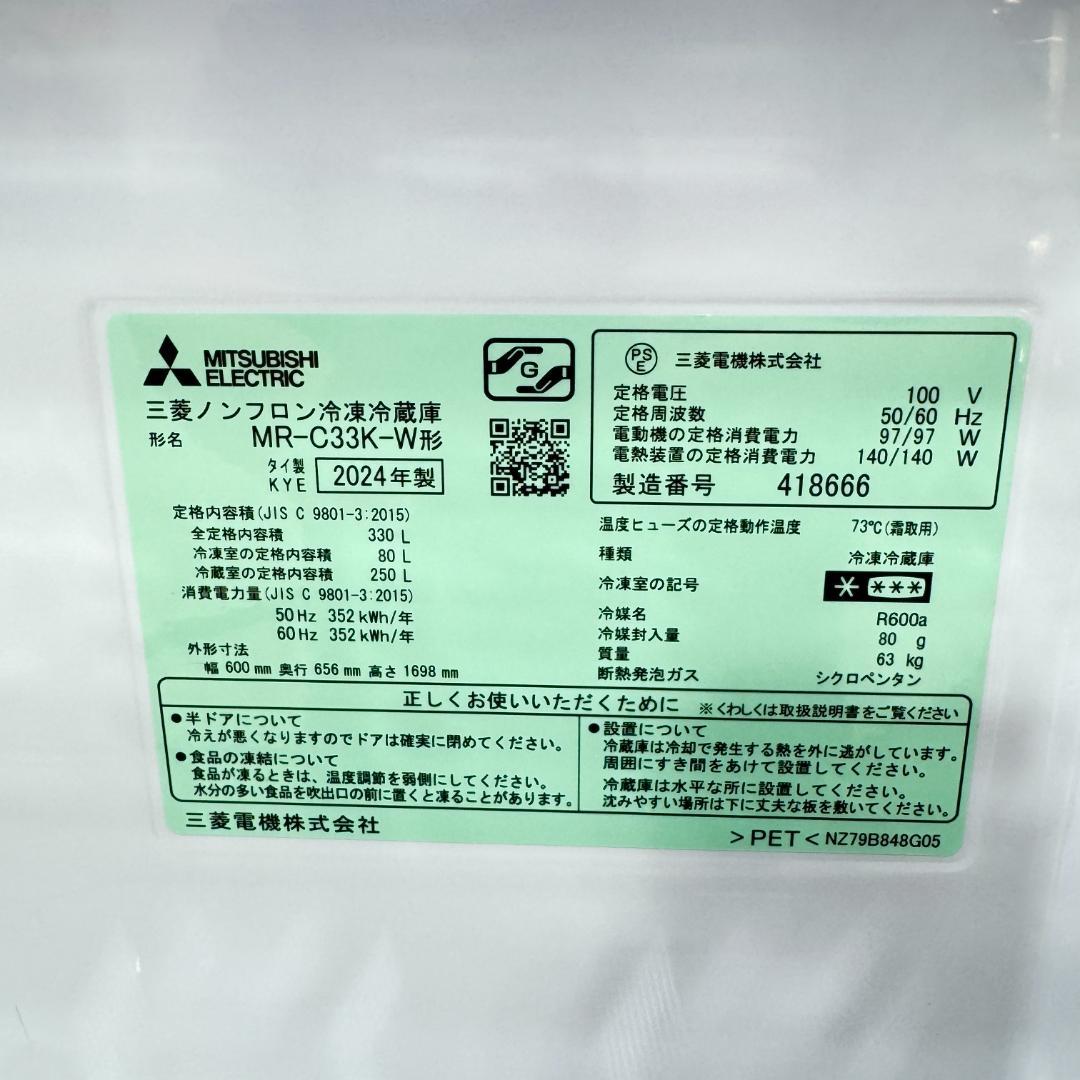 MITSUBISHI
ELECTRIC
三菱ノンフロン冷凍冷蔵庫
形名 MR-C33K-W形
タイ製
KYE 2024年製
G
定格内容積(JIS C 9801-3:2015)
全定格内容積 330 L
冷凍室の定格内容積 80 L
冷蔵室の定格内容積 250 L
消費電力量(JIS C 9801-3:2015)
50Hz 352kWh/年
60Hz 352kWh/年
外形寸法
幅 600mm 奥行 656mm 高さ 1698mm
PSE 三菱電機株式会社
定格電圧 100 V
定格周波数 50/60 Hz
電動機の定格消費電力 97/97 W
電熱装置の定格消費電力 140/140 W
製造番号 418666
温度ヒューズの定格動作温度 73℃(霜取用)
種類 冷凍冷蔵庫
冷凍室の記号 * ***
冷媒名 R600a
冷媒封入量 80 g
質量 63 kg
断熱発泡ガス シクロペンタン
正しくお使いいただくために ※くわしくは取扱説明書をご覧ください
●半ドアについて
冷えが悪くなりますのでドアは確実に閉めてください。
●食品の凍結について
食品が凍るときは、温度調節を弱側にしてください。
水分の多い食品を吹出口の前に置くと凍ることがあります。
●設置について
冷蔵庫は冷却で発生する熱を外に逃がしています。
周囲にすき間をあけて設置してください。
冷蔵庫は水平な所に設置してください。
沈みやすい場所は下に丈夫な板を敷いてください。
三菱電機株式会社
>PET< NZ79B848G05